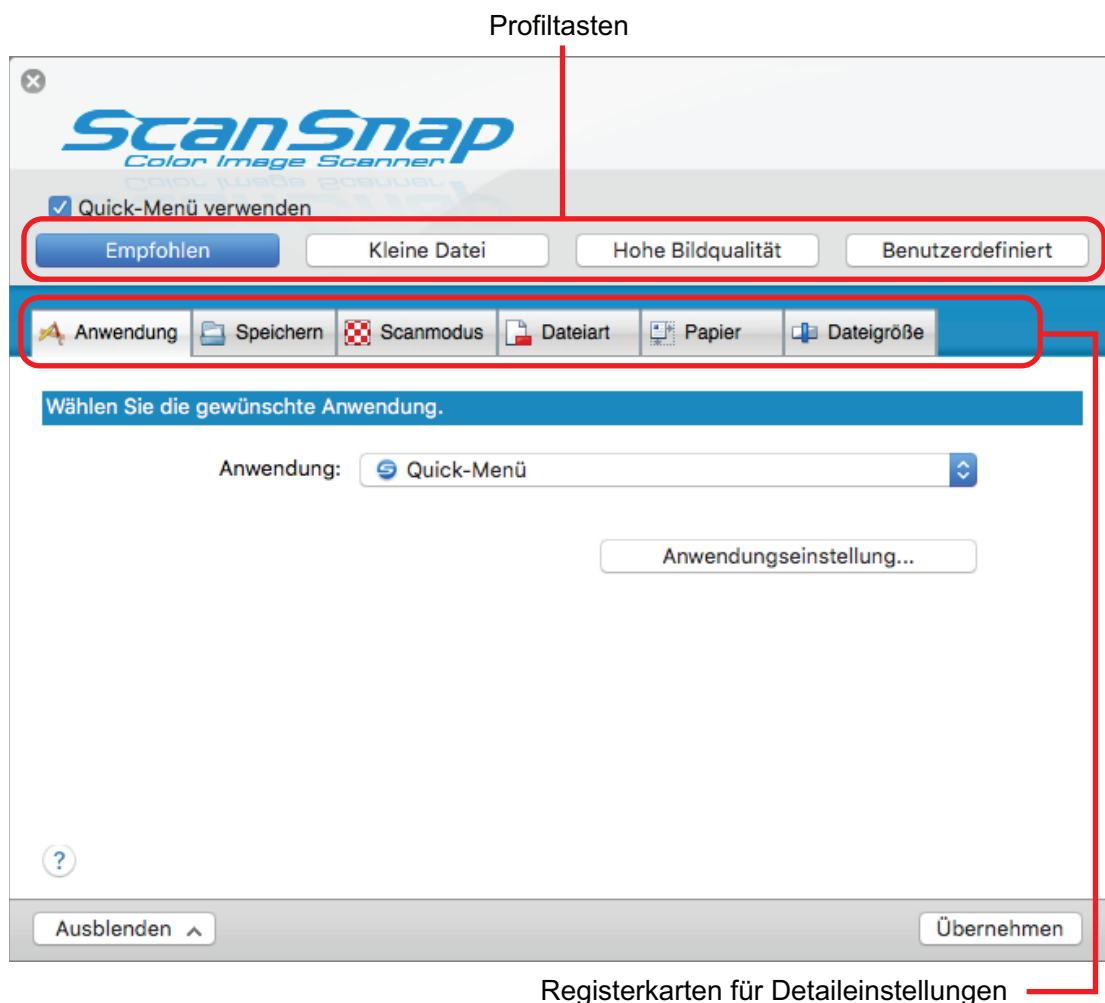 Profiltasten
ScanSnap
Color Image Scanner
Quick-Menü verwenden
Empfohlen Kleine Datei Hohe Bildqualität Benutzerdefiniert
Anwendung Speichern Scanmodus Dateiart Papier Dateigröße
Wählen Sie die gewünschte Anwendung.
Anwendung: Quick-Menü
Anwendungseinstellung...
?
Ausblenden Übernehmen
Registerkarten für Detaileinstellungen